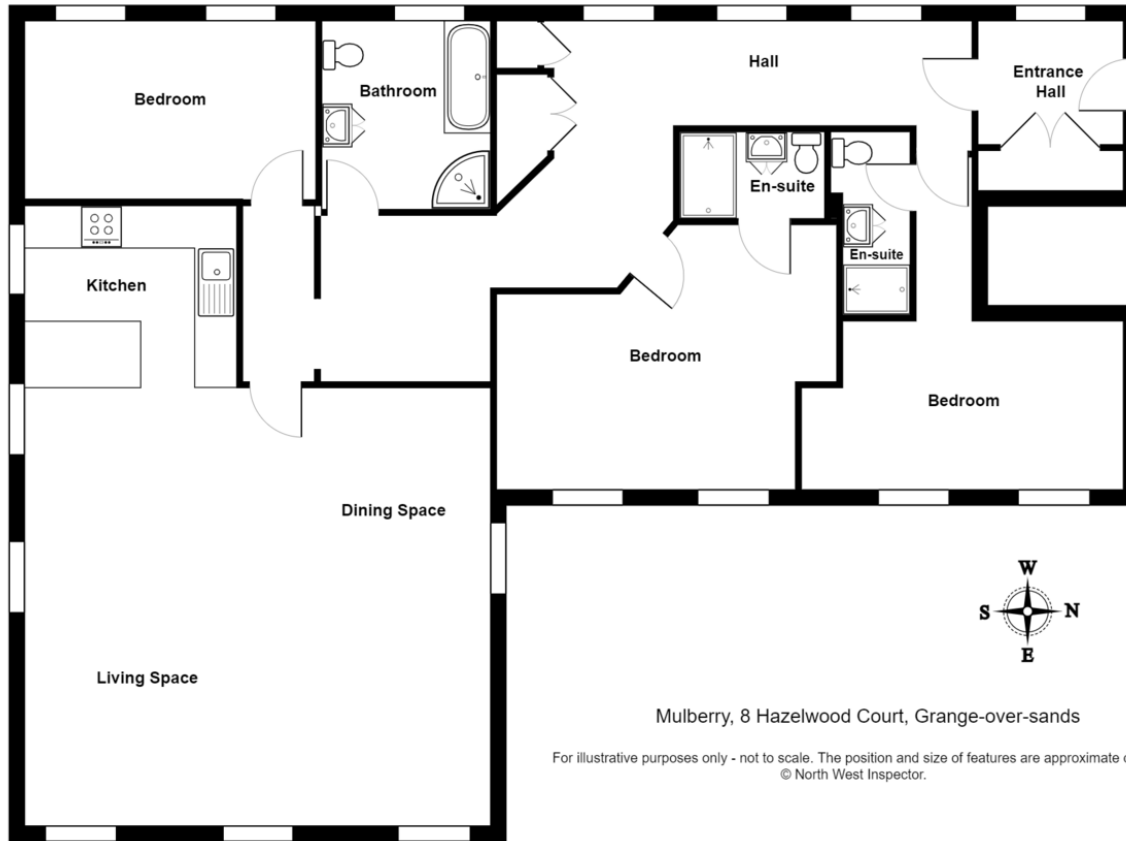 Hall
Entrance
Hall
Bedroom
Bathroom
En-suite
En-suite
Kitchen
Bedroom
Bedroom
Dining Space
Living Space
W
S
N
E
Mulberry, 8 Hazelwood Court, Grange-over-sands
For illustrative purposes only - not to scale. The position and size of features are approximate
© North West Inspector.